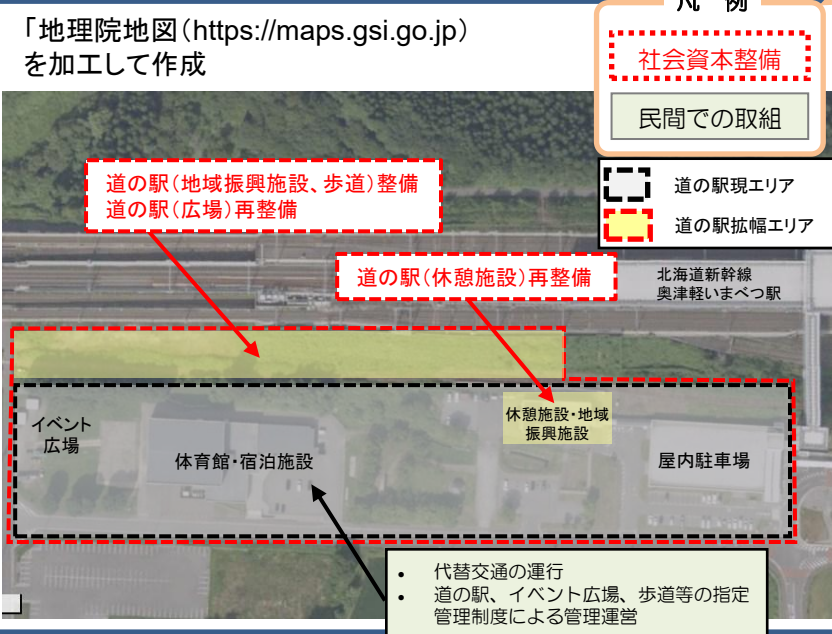 「地理院地図(https://maps.gsi.go.jp)
を加工して作成
凡　例
社会資本整備
民間での取組
道の駅現エリア
道の駅拡幅エリア
道の駅(地域振興施設、歩道)整備
道の駅(広場)再整備
道の駅(休憩施設)再整備
北海道新幹線
奥津軽いまべつ駅
イベント
広場
体育館・宿泊施設
休憩施設・地域
振興施設
屋内駐車場
• 代替交通の運行
• 道の駅、イベント広場、歩道等の指定
管理制度による管理運営